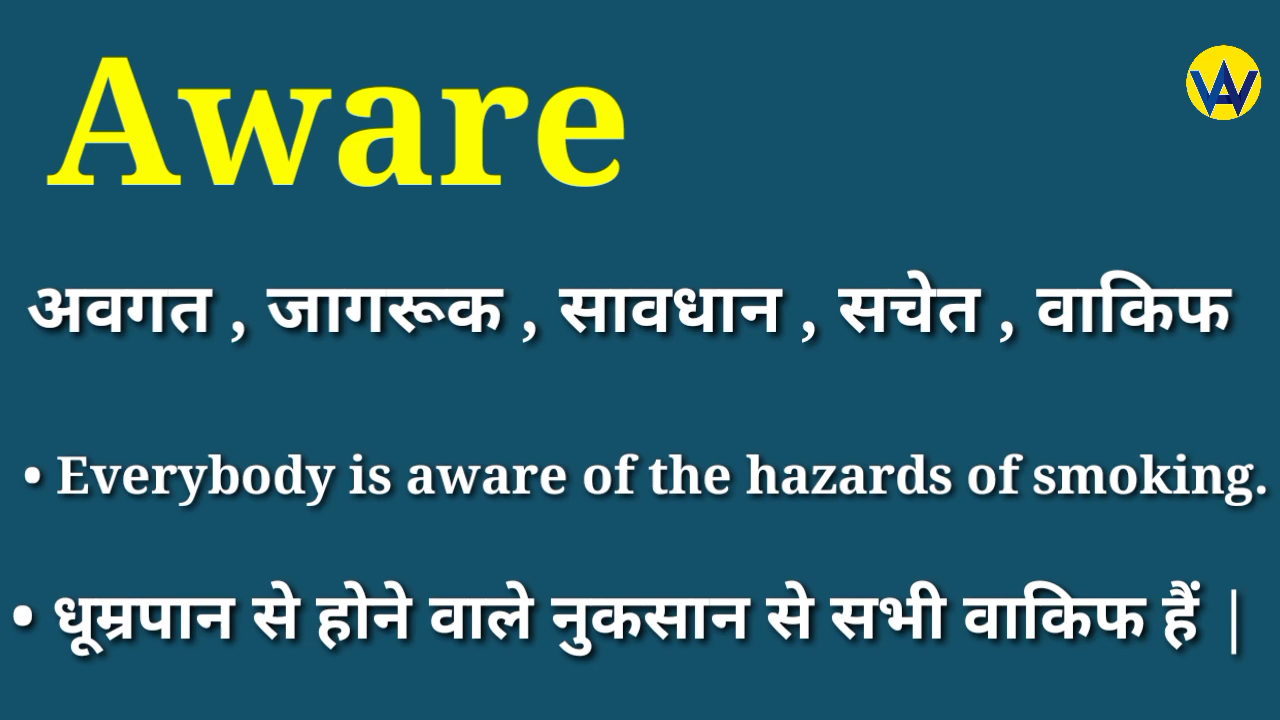 Aware
अवगत , जागरूक , सावधान , सचेत , वाकिफ
• Everybody is aware of the hazards of smoking.
• धूम्रपान से होने वाले नुकसान से सभी वाकिफ हैं |